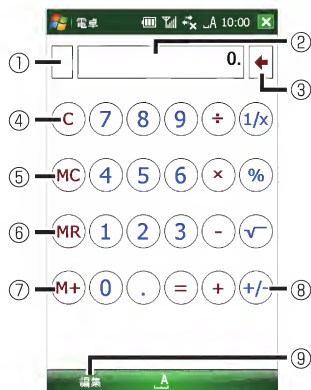 電卓 A 10:00
① 0. ②
③
④ C 7 8 9 ÷ 1/x
⑤ MC 4 5 6 × %
⑥ MR 1 2 3 - √
⑦ M+ 0 . = + +/- ⑧
⑨
編集 A